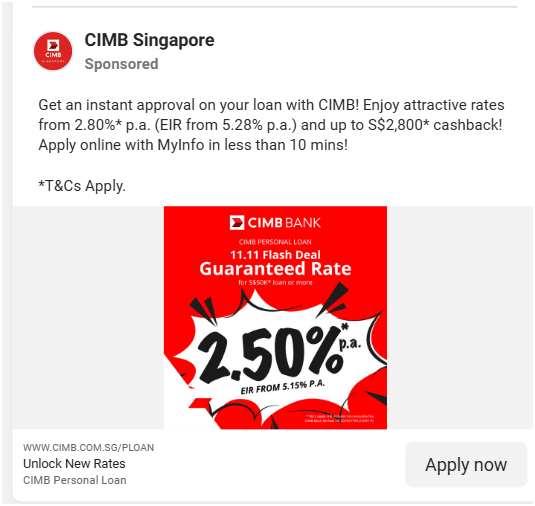 CIMB
SINGAPORE
CIMB Singapore
Sponsored
Get an instant approval on your loan with CIMB! Enjoy attractive rates
from 2.80%* p.a. (EIR from 5.28% p.a.) and up to S$2,800* cashback!
Apply online with MyInfo in less than 10 mins!
*T&Cs Apply.
CIMB BANK
CIMB PERSONAL LOAN
11.11 Flash Deal
Guaranteed Rate
for S$50K* loan or more
2.50%* p.a.
EIR FROM 5.15% P.A.
WWW.CIMB.COM.SG/PLOAN
Unlock New Rates
CIMB Personal Loan
Apply now